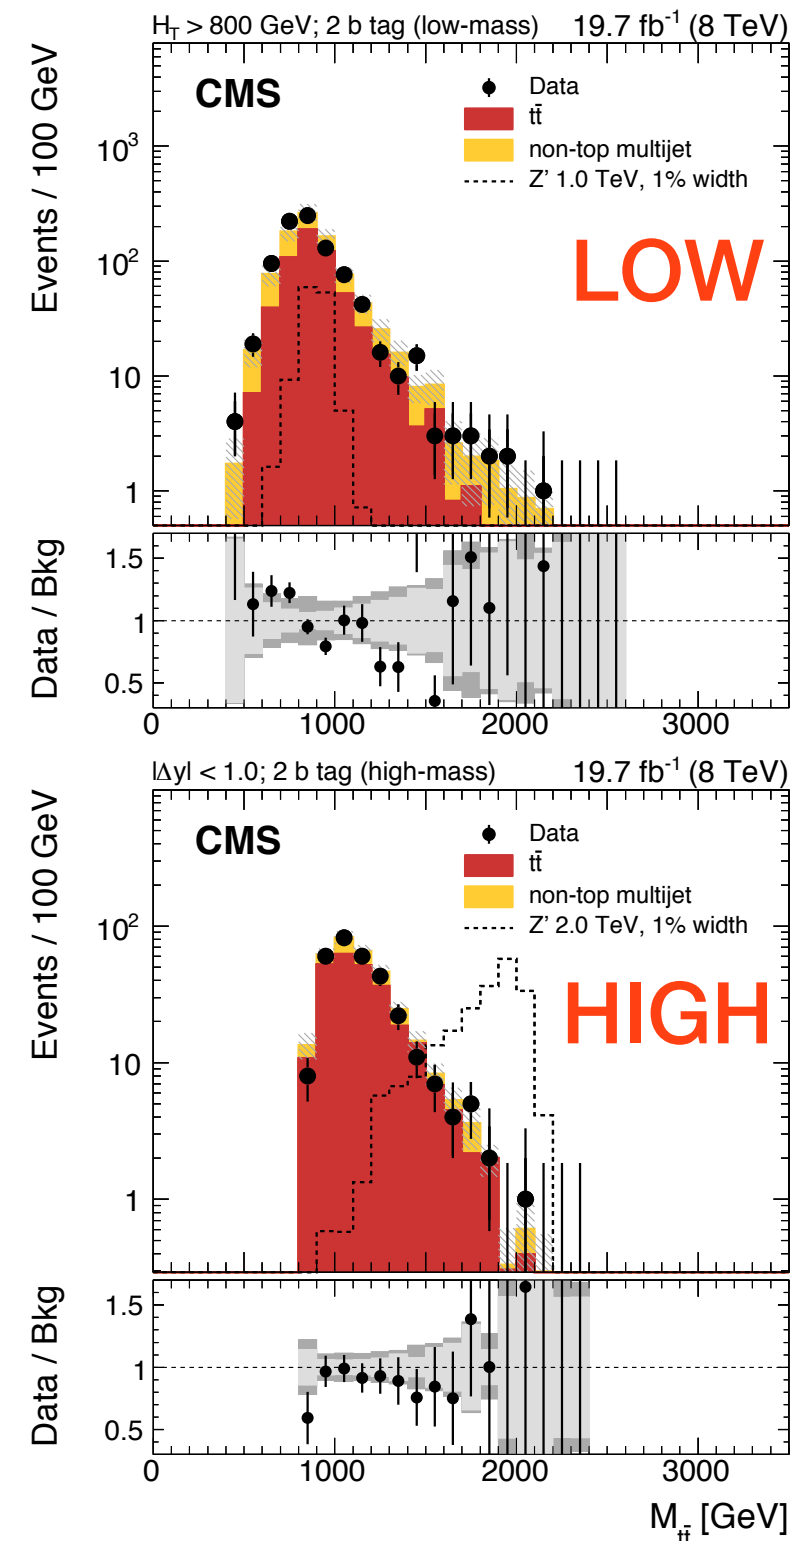 H_T > 800 GeV; 2 b tag (low-mass) 19.7 fb⁻¹ (8 TeV)
CMS
Data
tt̄
non-top multijet
Z' 1.0 TeV, 1% width
LOW
Events / 100 GeV
10³
10²
10
1
Data / Bkg
1.5
1
0.5
0 1000 2000 3000
|Δy| < 1.0; 2 b tag (high-mass) 19.7 fb⁻¹ (8 TeV)
CMS
Data
tt̄
non-top multijet
Z' 2.0 TeV, 1% width
HIGH
Events / 100 GeV
10²
10
1
Data / Bkg
1.5
1
0.5
0 1000 2000 3000
M_tt̄ [GeV]